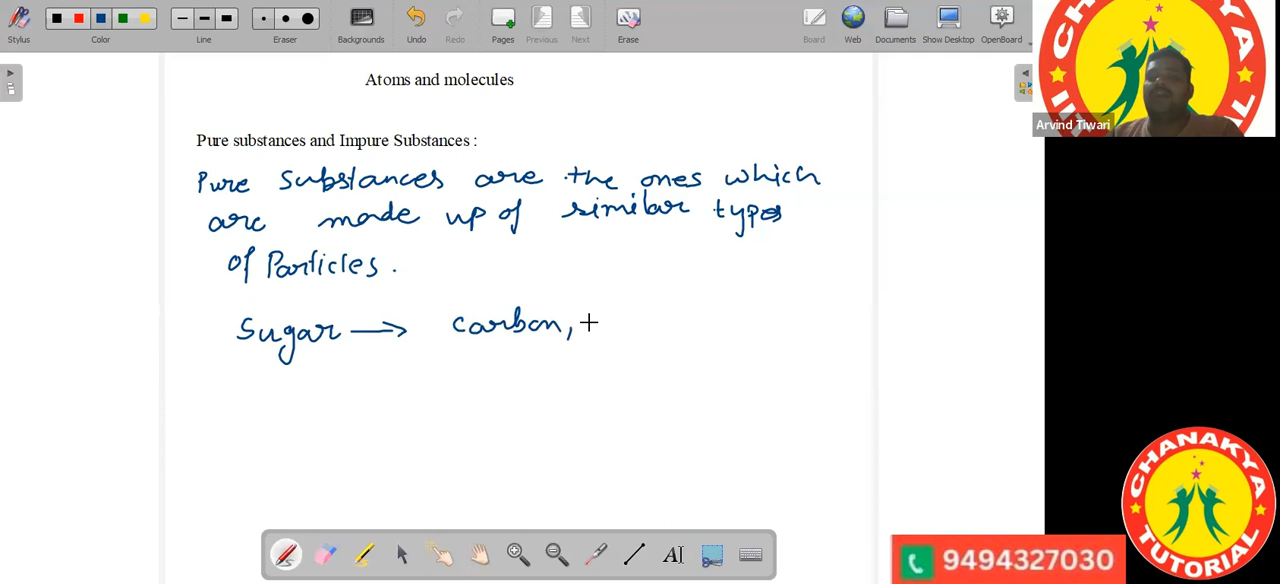 Stylus Color Line Eraser Backgrounds Undo Redo Pages Previous Next Erase Board Web Documents Show Desktop OpenBoard
Atoms and molecules
Arvind Tiwari
Pure substances and Impure Substances :
Pure substances are the ones which
are made up of similar types
of Particles.
Sugar → carbon,
CHANAKYA
TUTORIAL
9494327030